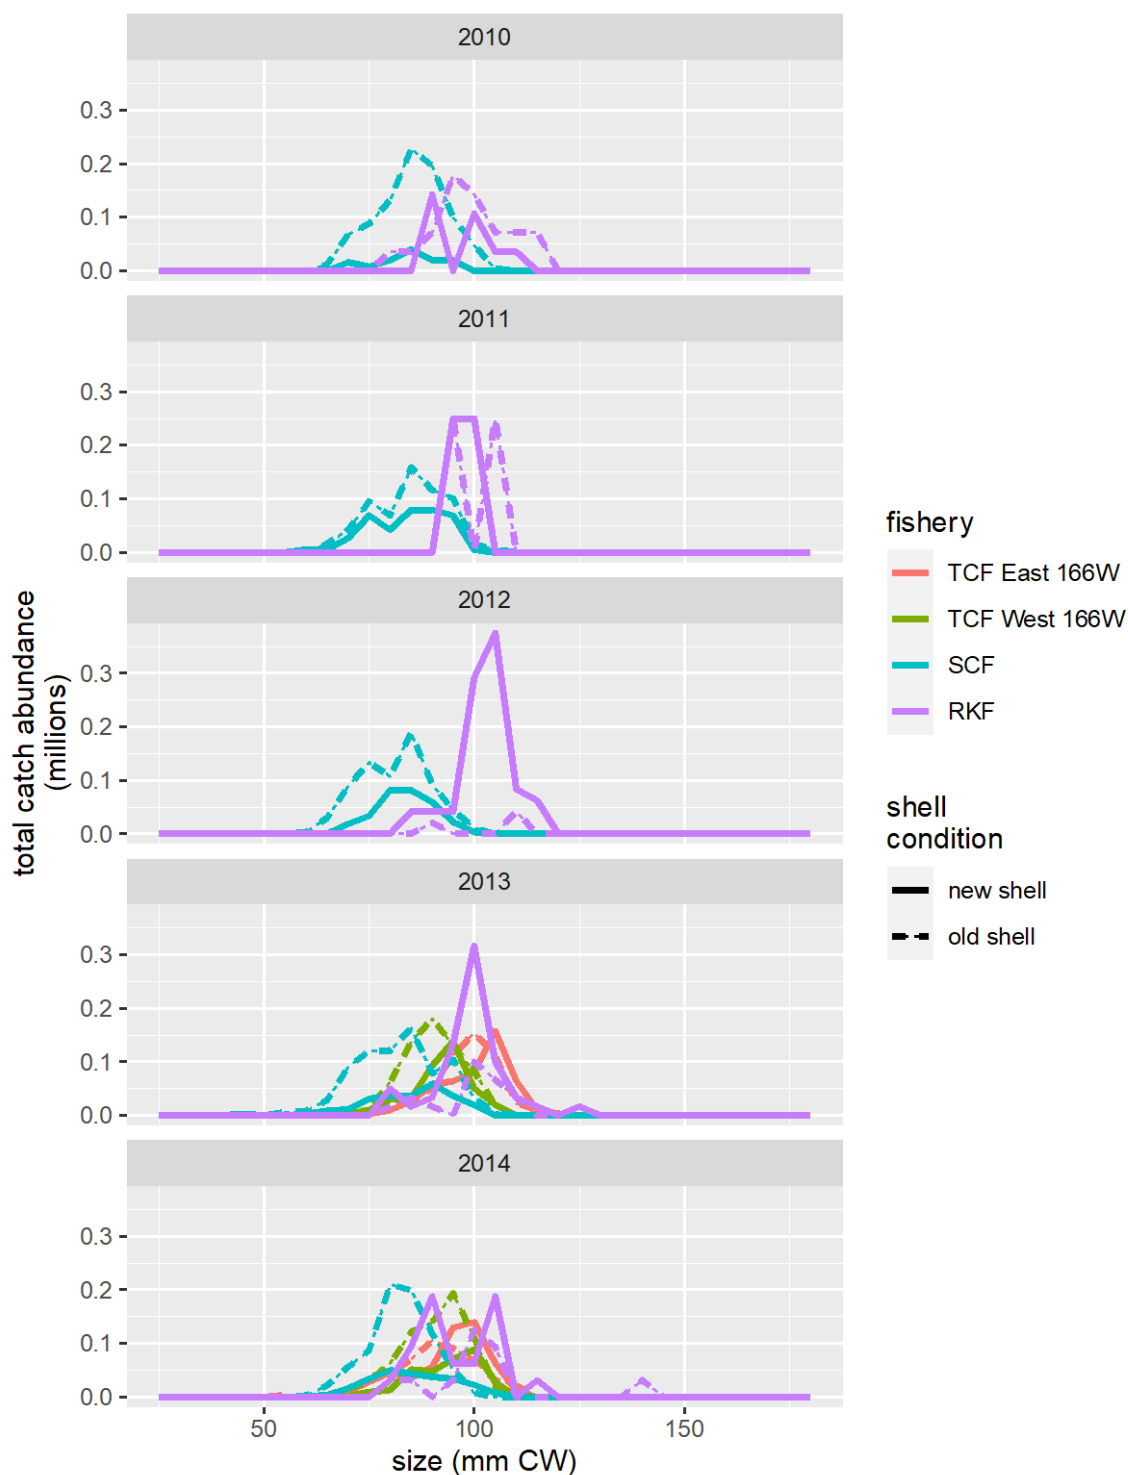 2010
0.3
0.2
0.1
0.0
2011
0.3
0.2
0.1
0.0
2012
0.3
0.2
0.1
0.0
2013
0.3
0.2
0.1
0.0
2014
0.3
0.2
0.1
0.0
50
100
150
size (mm CW)
total catch abundance
(millions)
fishery
TCF East 166W
TCF West 166W
SCF
RKF
shell
condition
new shell
old shell